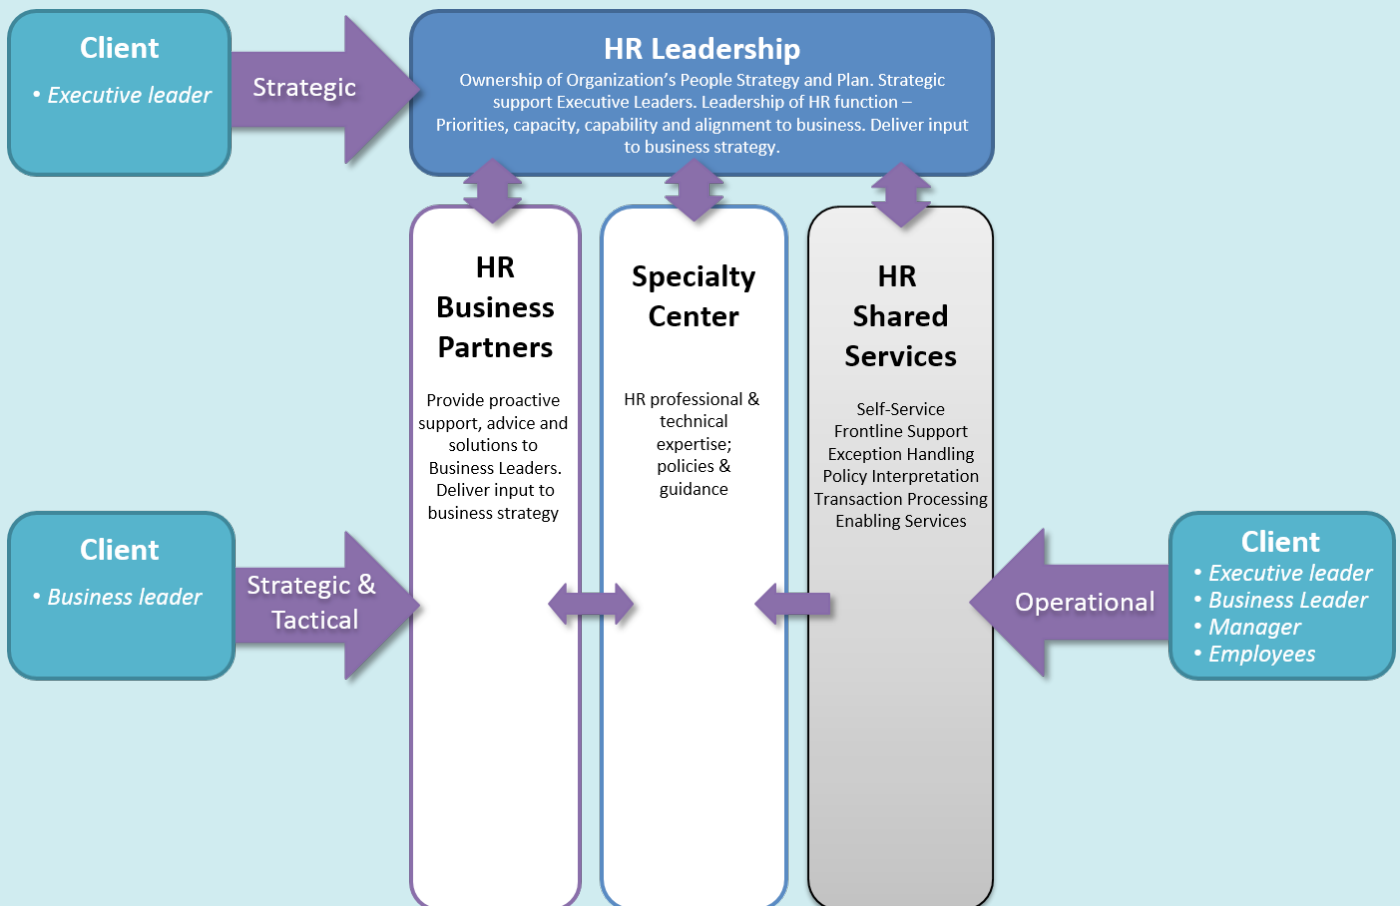 Client
• Executive leader
Strategic
HR Leadership
Ownership of Organization’s People Strategy and Plan. Strategic
support Executive Leaders. Leadership of HR function –
Priorities, capacity, capability and alignment to business. Deliver input
to business strategy.
HR
Business
Partners
Provide proactive
support, advice and
solutions to
Business Leaders.
Deliver input to
business strategy
Specialty
Center
HR professional &
technical
expertise;
policies &
guidance
HR
Shared
Services
Self-Service
Frontline Support
Exception Handling
Policy Interpretation
Transaction Processing
Enabling Services
Client
• Business leader
Strategic &
Tactical
Operational
Client
• Executive leader
• Business Leader
• Manager
• Employees